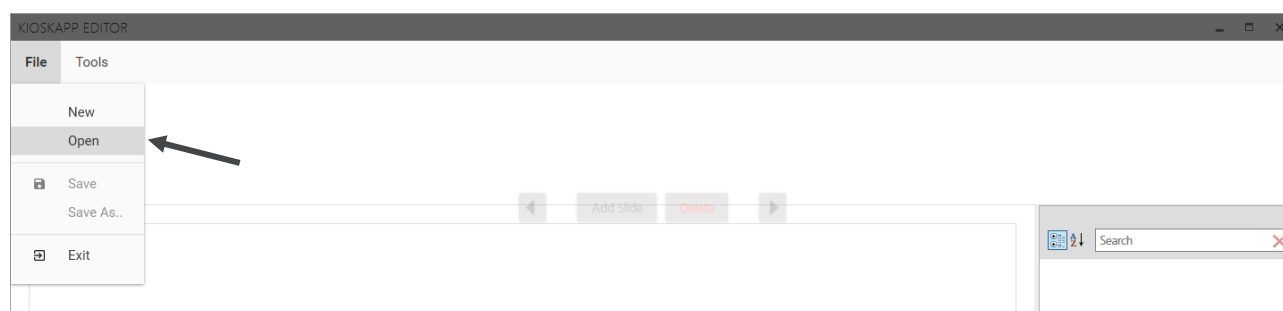 KIOSKAPP EDITOR
File Tools
New
Open
Save
Save As..
Exit
Add Slide Delete
A
Z
Search